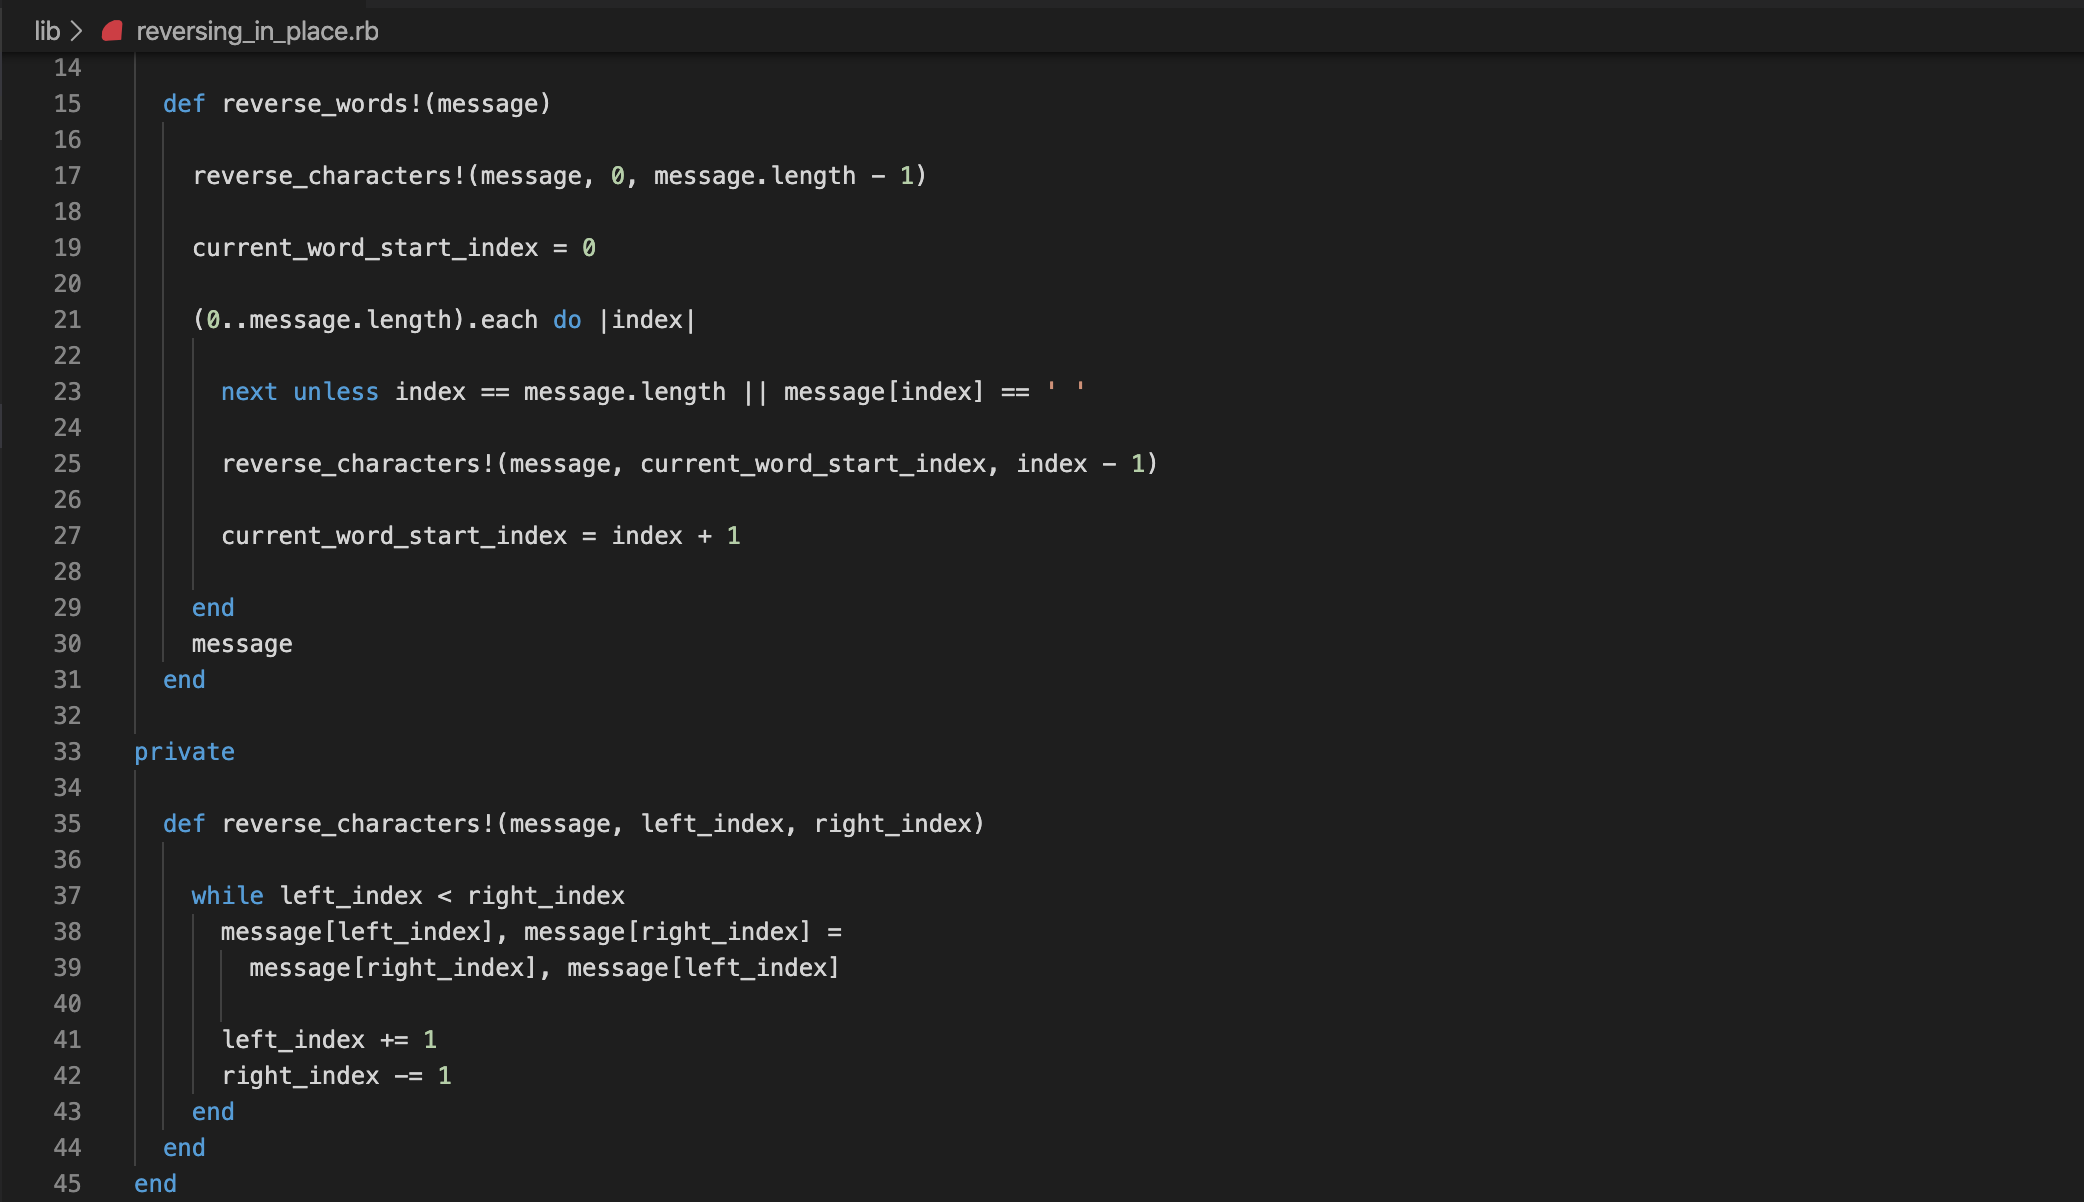 lib > reversing_in_place.rb
14
15 def reverse_words!(message)
16
17 reverse_characters!(message, 0, message.length - 1)
18
19 current_word_start_index = 0
20
21 (0..message.length).each do |index|
22
23 next unless index == message.length || message[index] == ' '
24
25 reverse_characters!(message, current_word_start_index, index - 1)
26
27 current_word_start_index = index + 1
28
29 end
30 message
31 end
32
33 private
34
35 def reverse_characters!(message, left_index, right_index)
36
37 while left_index < right_index
38 message[left_index], message[right_index] =
39 message[right_index], message[left_index]
40
41 left_index += 1
42 right_index -= 1
43 end
44 end
45 end